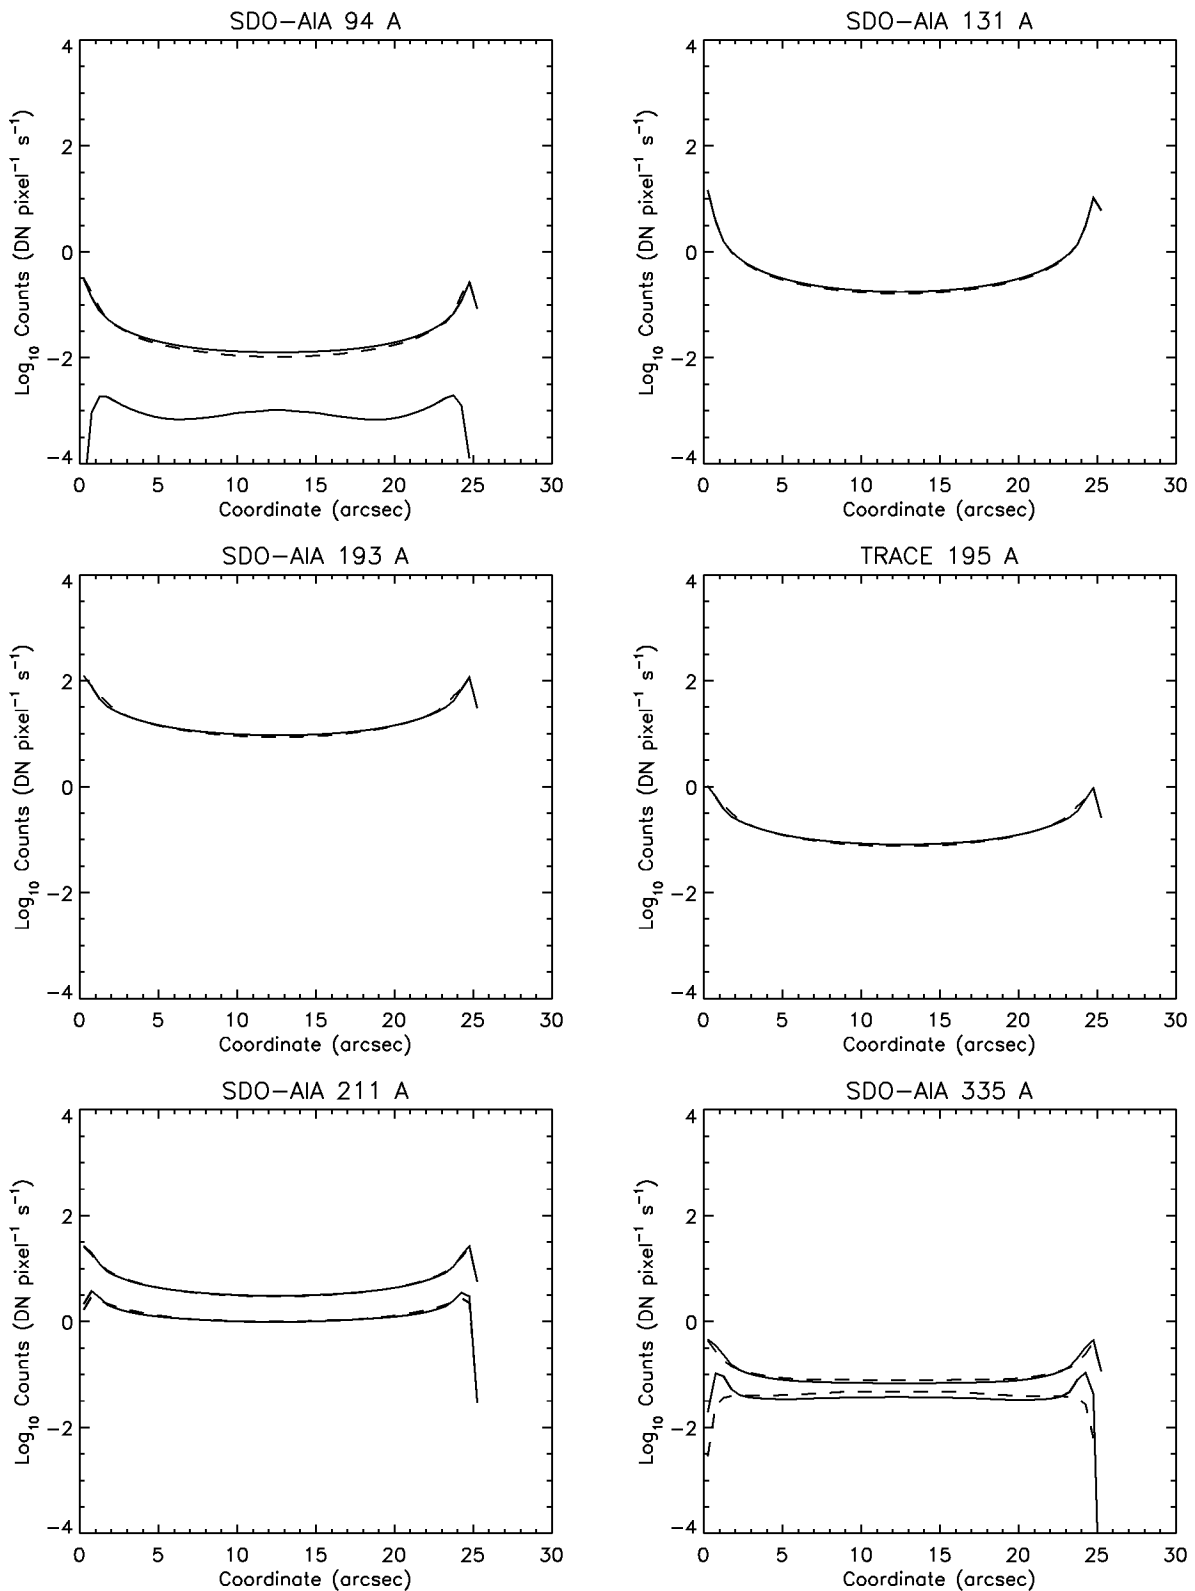 SDO−AIA 94 A
4
2
0
−2
−4
Log10 Counts (DN pixel−1 s−1)
0 5 10 15 20 25 30
Coordinate (arcsec)
SDO−AIA 131 A
4
2
0
−2
−4
Log10 Counts (DN pixel−1 s−1)
0 5 10 15 20 25 30
Coordinate (arcsec)
SDO−AIA 193 A
4
2
0
−2
−4
Log10 Counts (DN pixel−1 s−1)
0 5 10 15 20 25 30
Coordinate (arcsec)
TRACE 195 A
4
2
0
−2
−4
Log10 Counts (DN pixel−1 s−1)
0 5 10 15 20 25 30
Coordinate (arcsec)
SDO−AIA 211 A
4
2
0
−2
−4
Log10 Counts (DN pixel−1 s−1)
0 5 10 15 20 25 30
Coordinate (arcsec)
SDO−AIA 335 A
4
2
0
−2
−4
Log10 Counts (DN pixel−1 s−1)
0 5 10 15 20 25 30
Coordinate (arcsec)